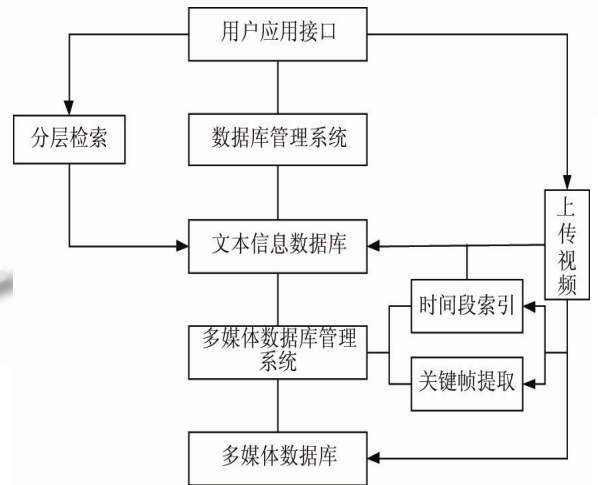 用户应用接口
分层检索
数据库管理系统
文本信息数据库
上传视频
时间段索引
多媒体数据库管理
系统
关键帧提取
多媒体数据库